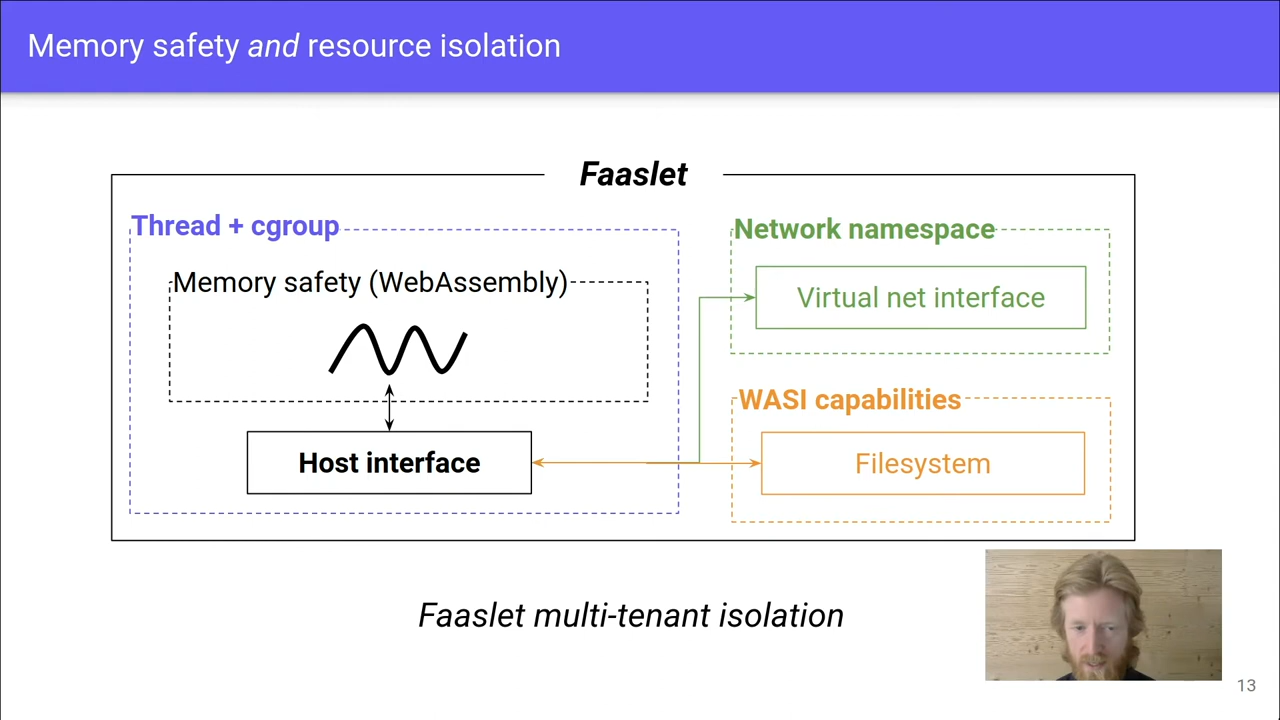 Memory safety and resource isolation
Faaslet
Thread + cgroup
Memory safety (WebAssembly)
Host interface
Network namespace
Virtual net interface
WASI capabilities
Filesystem
Faaslet multi-tenant isolation
13